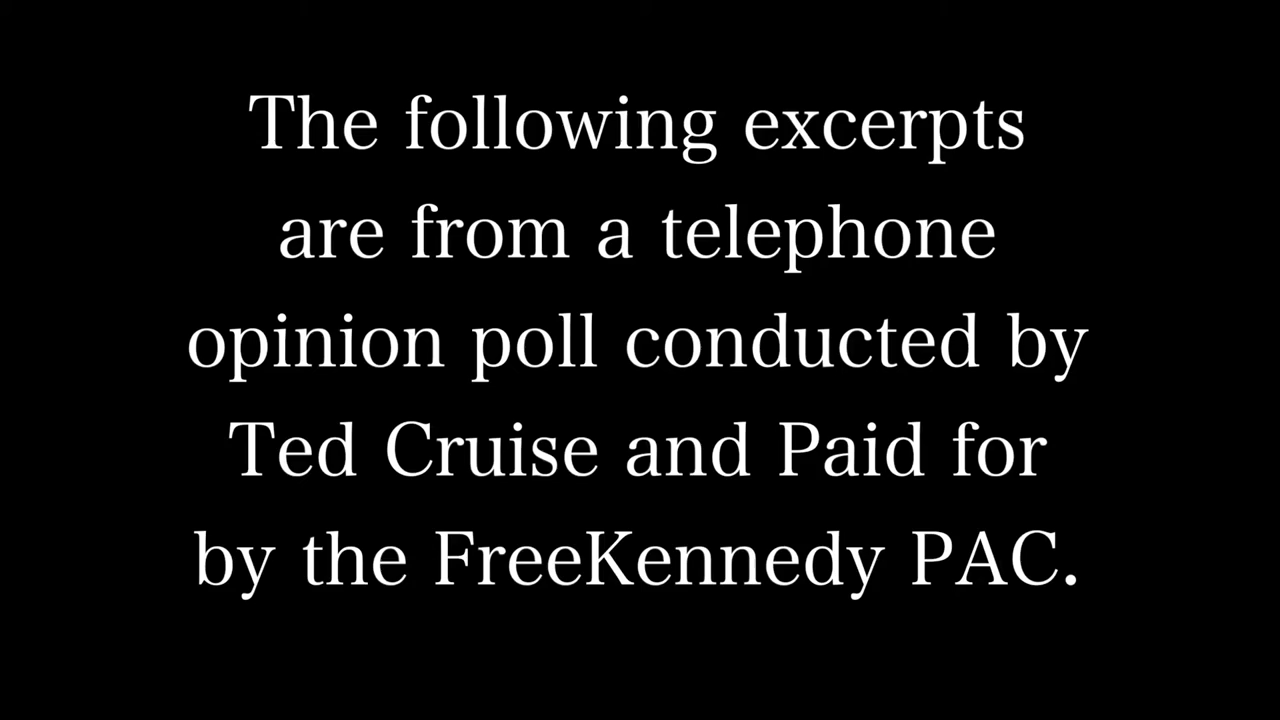 The following excerpts
are from a telephone
opinion poll conducted by
Ted Cruise and Paid for
by the FreeKennedy PAC.